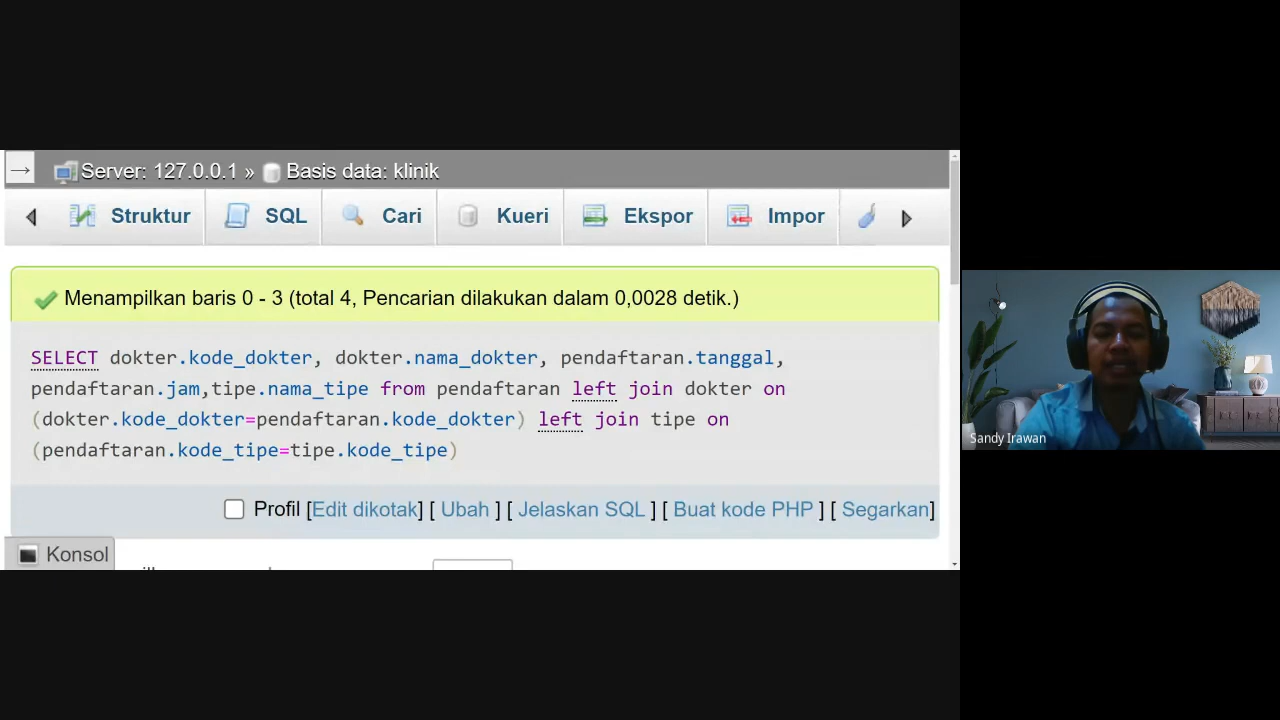 → Server: 127.0.0.1 » Basis data: klinik
Struktur SQL Cari Kueri Ekspor Impor
Menampilkan baris 0 - 3 (total 4, Pencarian dilakukan dalam 0,0028 detik.)
SELECT dokter.kode_dokter, dokter.nama_dokter, pendaftaran.tanggal,
pendaftaran.jam,tipe.nama_tipe from pendaftaran left join dokter on
(dokter.kode_dokter=pendaftaran.kode_dokter) left join tipe on
(pendaftaran.kode_tipe=tipe.kode_tipe)
Profil [Edit dikotak] [ Ubah ] [ Jelaskan SQL ] [ Buat kode PHP ] [ Segarkan]
Konsol
Sandy Irawan